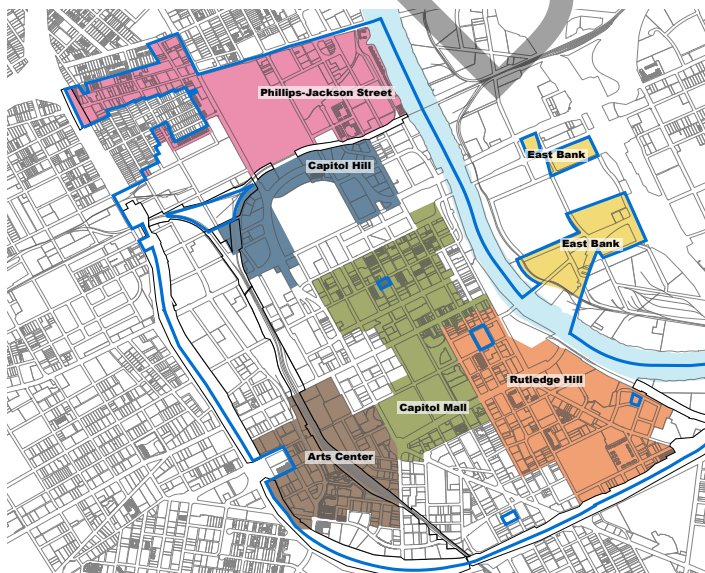 Phillips-Jackson Street
East Bank
Capitol Hill
East Bank
Rutledge Hill
Capitol Mall
Arts Center